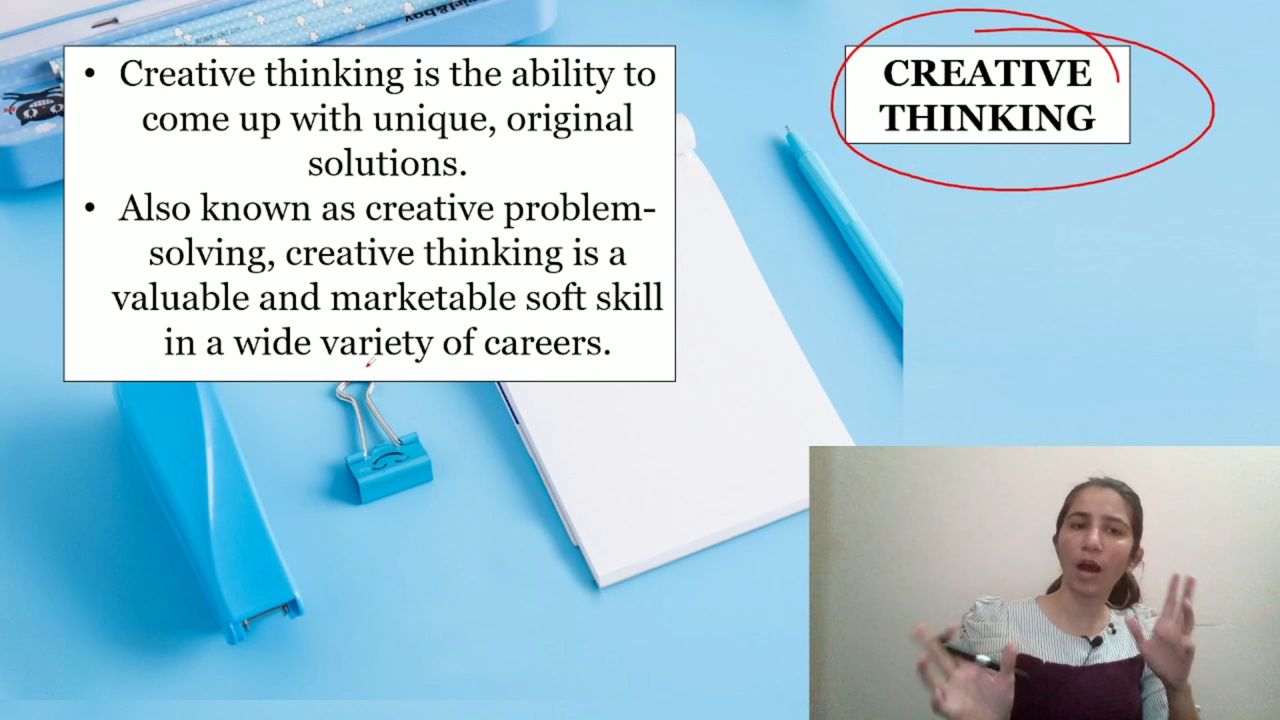 • Creative thinking is the ability to
come up with unique, original
solutions.
• Also known as creative problem-
solving, creative thinking is a
valuable and marketable soft skill
in a wide variety of careers.
CREATIVE
THINKING